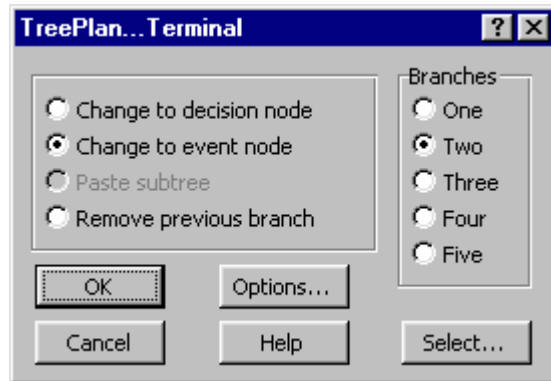 TreePlan...Terminal
Change to decision node
Change to event node
Paste subtree
Remove previous branch
Branches
One
Two
Three
Four
Five
OK
Options...
Cancel
Help
Select...